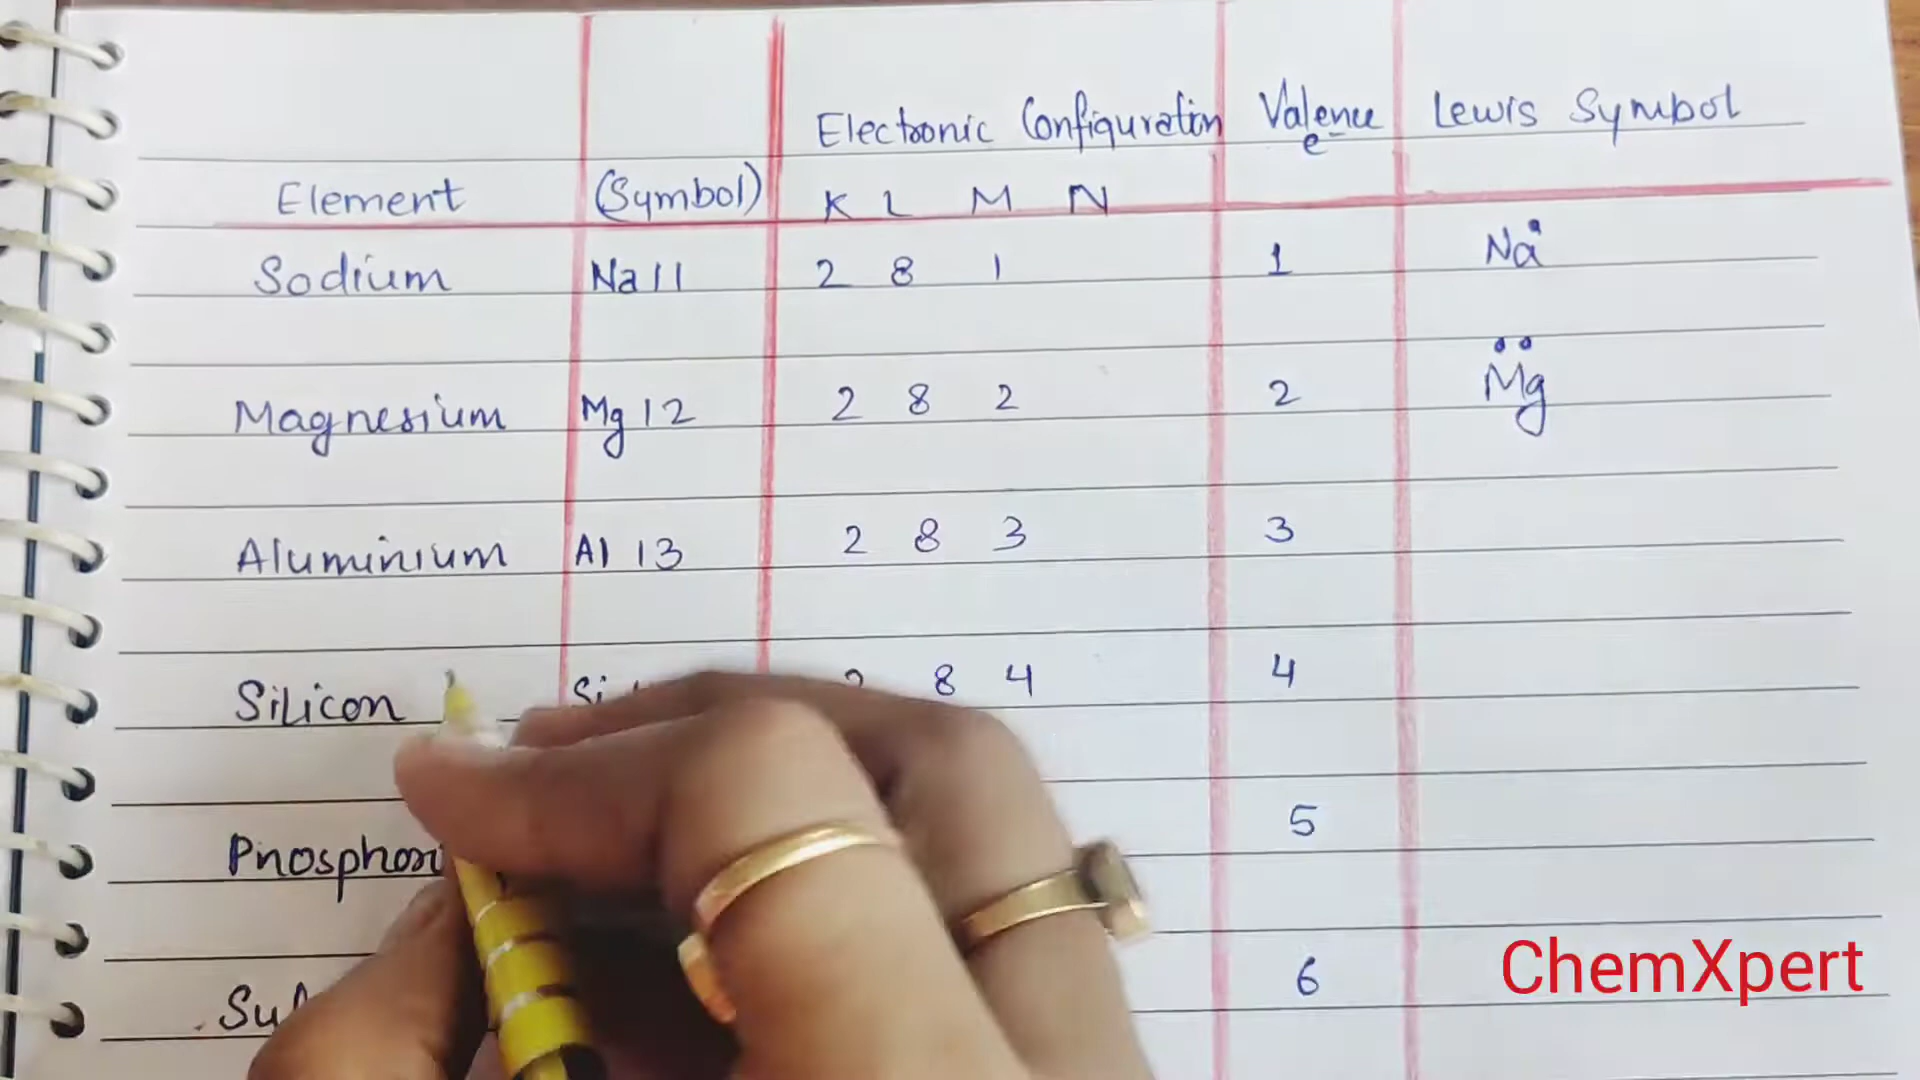 Electronic Configuration Valence Lewis Symbol
e-
Element (Symbol) K L M N
Sodium Na 11 2 8 1 1 Na
Magnesium Mg 12 2 8 2 2 Mg
Aluminium Al 13 2 8 3 3
Silicon Si 8 4 4
5
6
ChemXpert